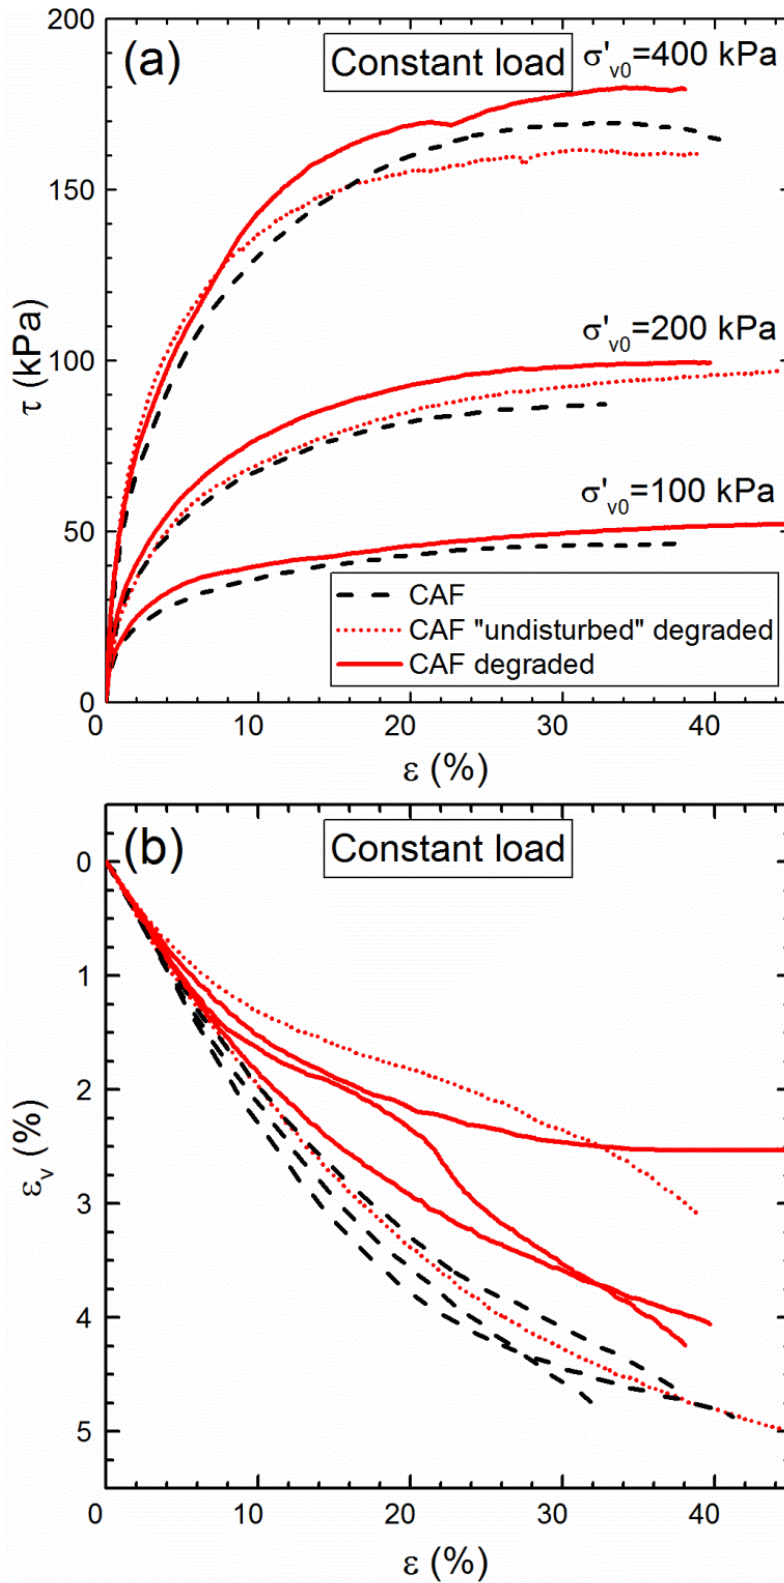 (a)
Constant load
σ'v0=400 kPa
200
150
σ'v0=200 kPa
100
τ (kPa)
σ'v0=100 kPa
50
CAF
CAF "undisturbed" degraded
CAF degraded
0
0 10 20 30 40
ε (%)
(b)
Constant load
0
1
2
εv (%)
3
4
5
0 10 20 30 40
ε (%)